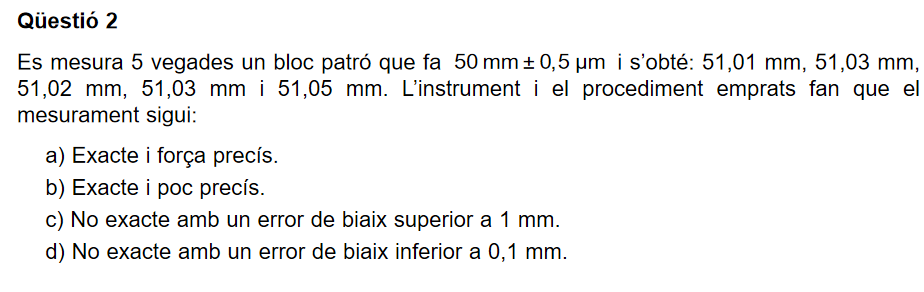 Qüestió 2
Es mesura 5 vegades un bloc patró que fa 50 mm ± 0,5 µm i s’obté: 51,01 mm, 51,03 mm,
51,02 mm, 51,03 mm i 51,05 mm. L’instrument i el procediment emprats fan que el
mesurament sigui:
a) Exacte i força precís.
b) Exacte i poc precís.
c) No exacte amb un error de biaix superior a 1 mm.
d) No exacte amb un error de biaix inferior a 0,1 mm.